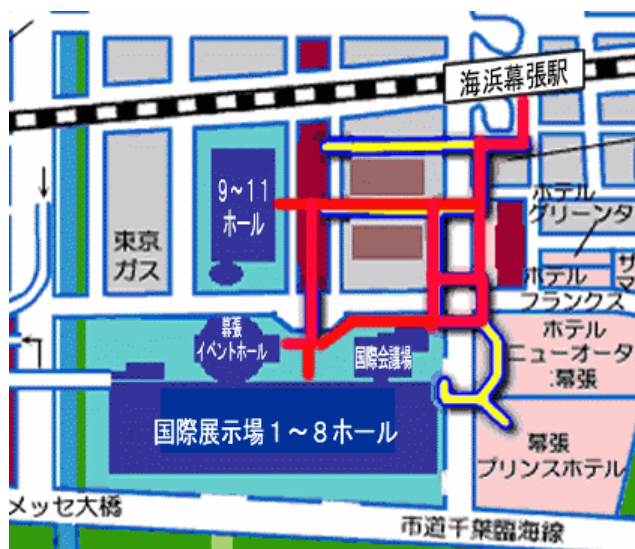 海浜幕張駅
9～11
ホール
東京
ガス
ホテル
グリーンタ
ホテル
フランクス
ザ
マ
幕張
イベントホール
国際会議場
ホテル
ニューオータ
:幕張
国際展示場1～8ホール
幕張
プリンスホテル
メッセ大橋
市道千葉臨海線